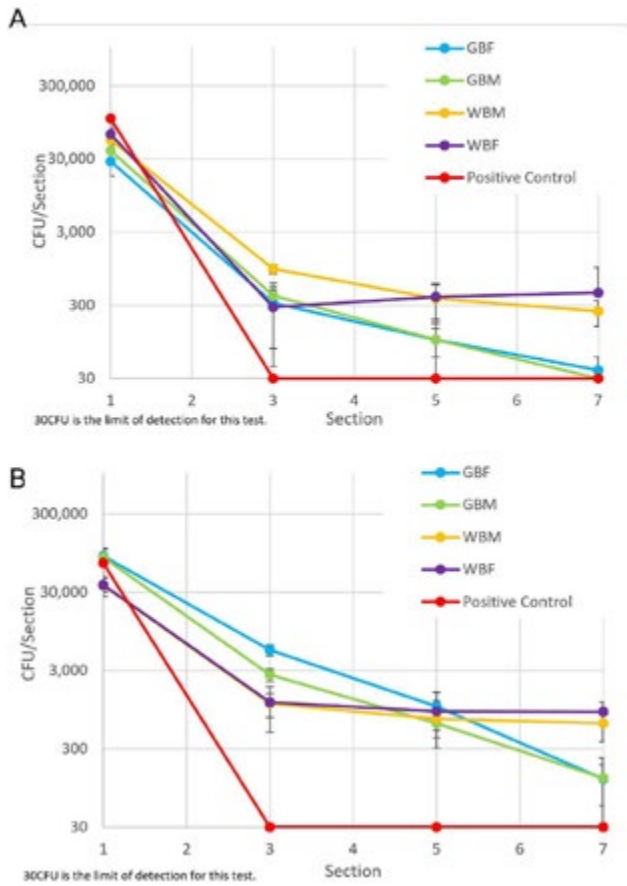 A
GBF
GBM
WBM
WBF
Positive Control
300,000
30,000
3,000
300
30
CFU/Section
1 2 3 4 5 6 7
Section
30CFU is the limit of detection for this test.
B
GBF
GBM
WBM
WBF
Positive Control
300,000
30,000
3,000
300
30
CFU/Section
1 2 3 4 5 6 7
Section
30CFU is the limit of detection for this test.